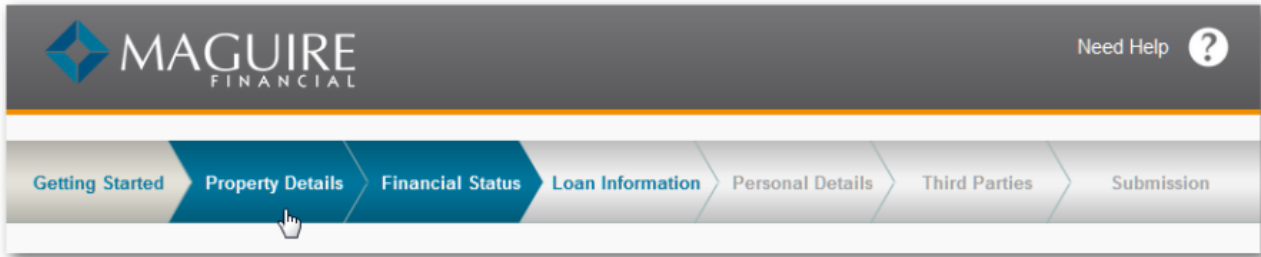 MAGUIRE
FINANCIAL
Need Help ?
Getting Started Property Details Financial Status Loan Information Personal Details Third Parties Submission